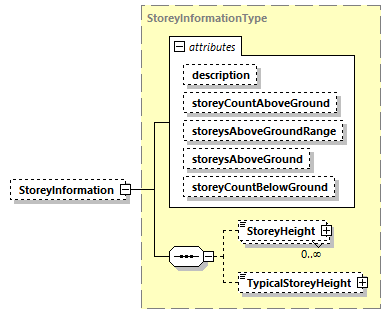 StoreyInformationType
attributes
description
storeyCountAboveGround
storeysAboveGroundRange
storeysAboveGround
storeyCountBelowGround
StoreyInformation
StoreyHeight
0..∞
TypicalStoreyHeight